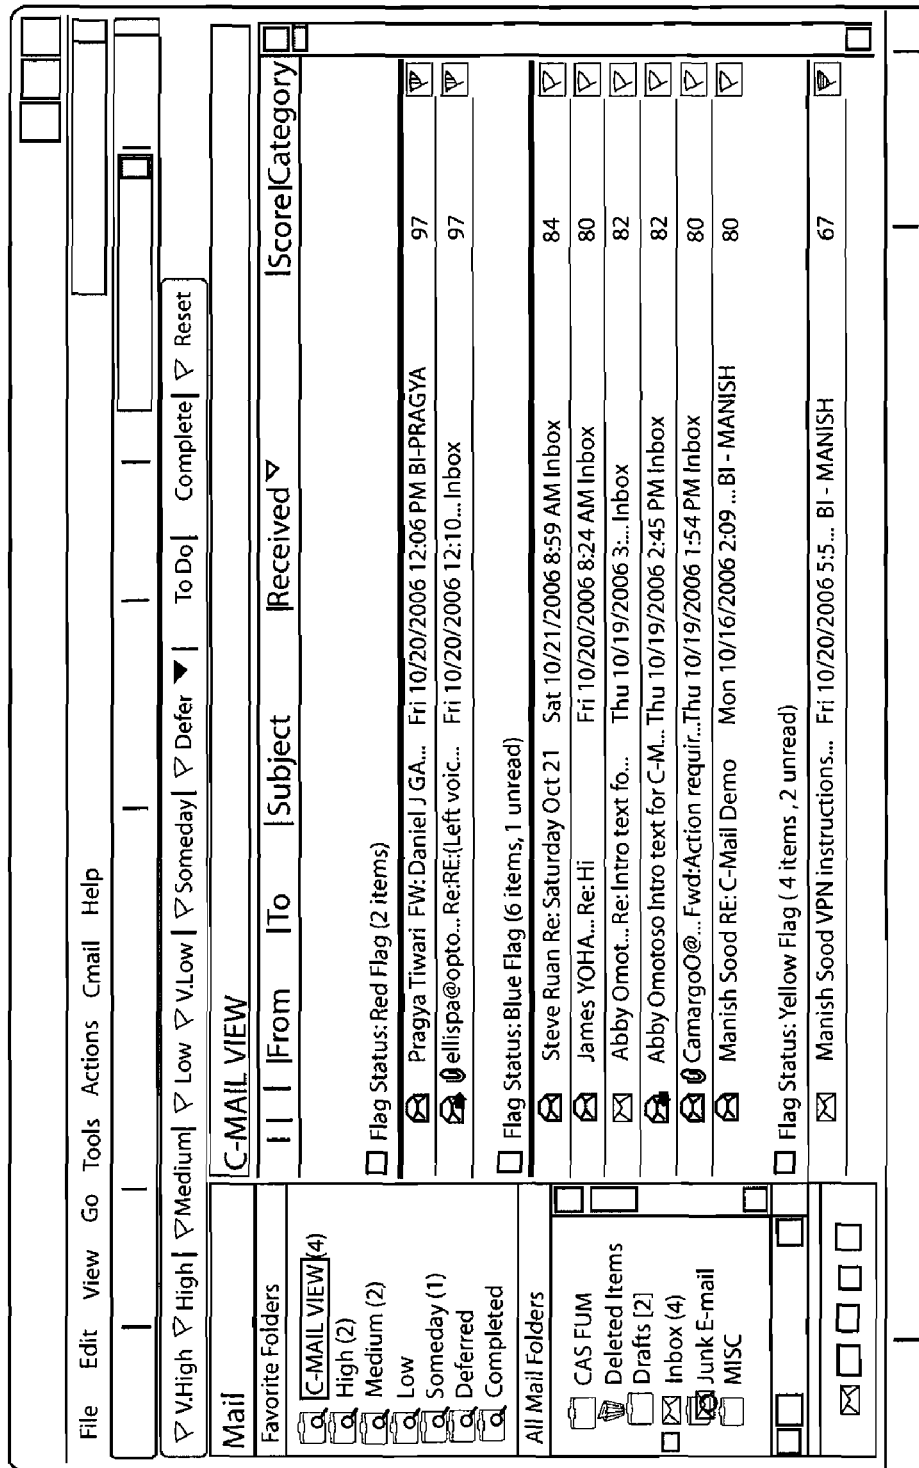 File Edit View Go Tools Actions Cmail Help
V.High High| Medium| Low V.Low| Someday| Defer | To Do| Complete| Reset
Mail
Favorite Folders
C-MAIL VIEW (4)
High (2)
Medium (2)
Low
Someday (1)
Deferred
Completed
All Mail Folders
CAS FUM
Deleted Items
Drafts [2]
Inbox (4)
Junk E-mail
MISC
C-MAIL VIEW
| | |From |To |Subject |Received |Score|Category
Flag Status: Red Flag (2 items)
Pragya Tiwari FW: Daniel J GA... Fri 10/20/2006 12:06 PM BI-PRAGYA 97
ellispa@opto... Re:RE:(Left voic... Fri 10/20/2006 12:10... Inbox 97
Flag Status: Blue Flag (6 items, 1 unread)
Steve Ruan Re: Saturday Oct 21 Sat 10/21/2006 8:59 AM Inbox 84
James YOHA... Re: Hi Fri 10/20/2006 8:24 AM Inbox 80
Abby Omot... Re: Intro text fo... Thu 10/19/2006 3:... Inbox 82
Abby Omotoso Intro text for C-M... Thu 10/19/2006 2:45 PM Inbox 82
CamargoO@... Fwd:Action requir...Thu 10/19/2006 1:54 PM Inbox 80
Manish Sood RE: C-Mail Demo Mon 10/16/2006 2:09 ... BI - MANISH 80
Flag Status: Yellow Flag ( 4 items , 2 unread)
Manish Sood VPN instructions... Fri 10/20/2006 5:5... BI - MANISH 67